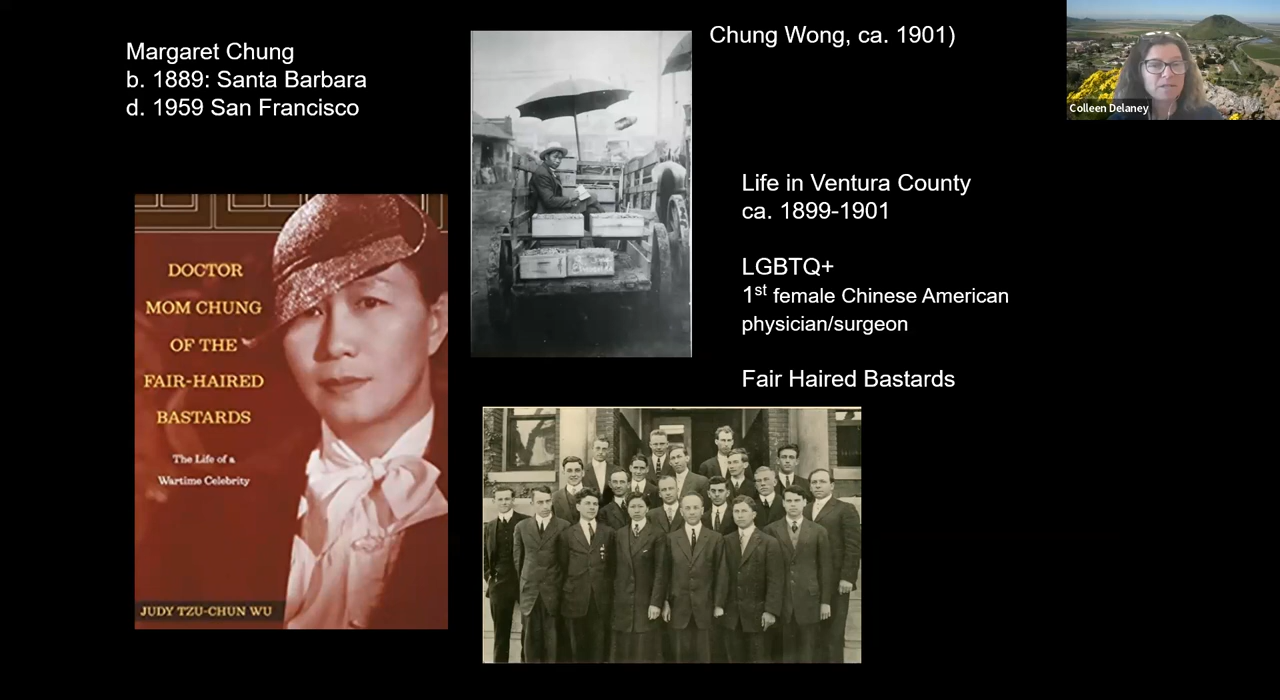 Margaret Chung
b. 1889: Santa Barbara
d. 1959 San Francisco
Chung Wong, ca. 1901)
Colleen Delaney
Life in Ventura County
ca. 1899-1901
LGBTQ+
1st female Chinese American
physician/surgeon
Fair Haired Bastards
DOCTOR
MOM CHUNG
OF THE
FAIR-HAIRED
BASTARDS
The Life of a
Wartime Celebrity
JUDY TZU-CHUN WU